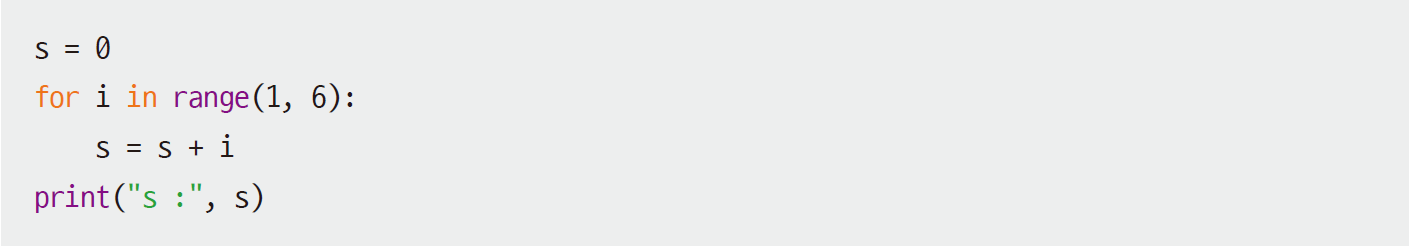 s = 0
for i in range(1, 6):
    s = s + i
print("s :", s)